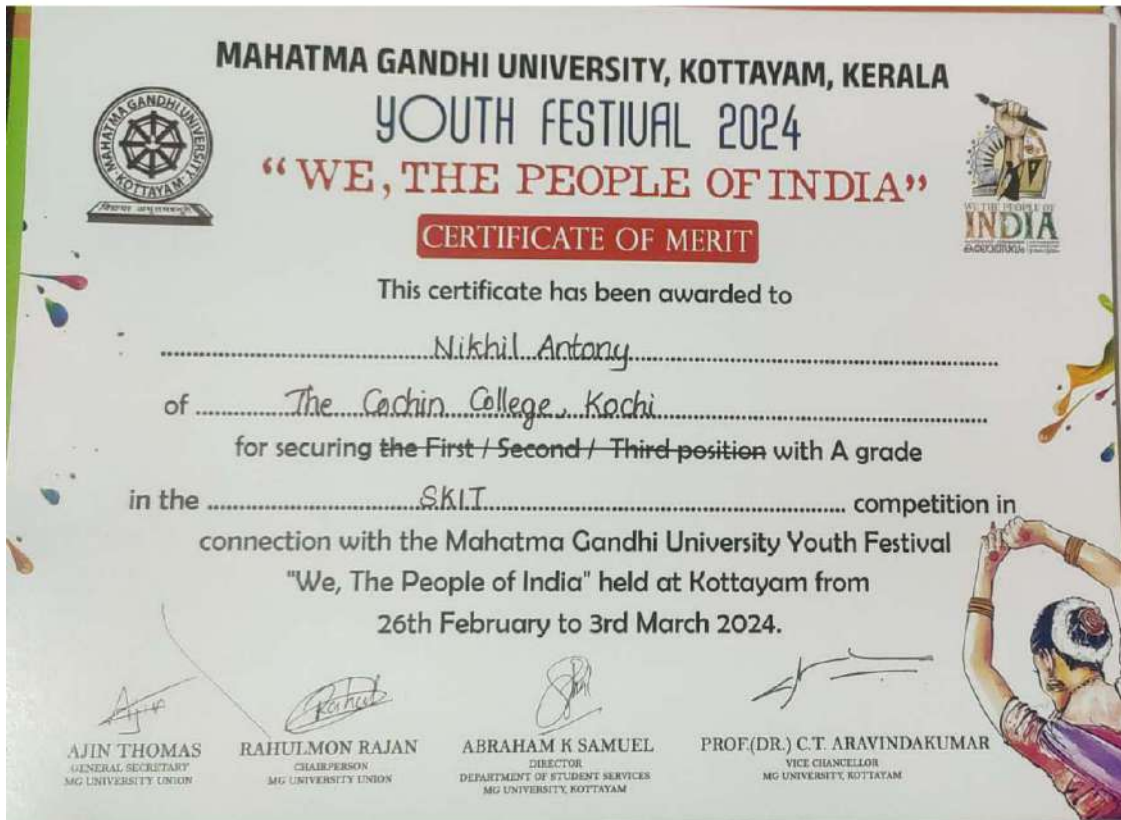 MAHATMA GANDHI UNIVERSITY, KOTTAYAM, KERALA
YOUTH FESTIVAL 2024
“WE, THE PEOPLE OF INDIA”
MAHATMA GANDHI UNIVERSITY
KOTTAYAM
WE THE PEOPLE OF
INDIA
CERTIFICATE OF MERIT
This certificate has been awarded to
Nikhil Antony
of The Cochin College, Kochi
for securing the First / Second / Third position with A grade
in the SKIT competition in
connection with the Mahatma Gandhi University Youth Festival
"We, The People of India" held at Kottayam from
26th February to 3rd March 2024.
AJIN THOMAS
GENERAL SECRETARY
MG UNIVERSITY UNION
RAHULMON RAJAN
CHAIRPERSON
MG UNIVERSITY UNION
ABRAHAM K SAMUEL
DIRECTOR
DEPARTMENT OF STUDENT SERVICES
MG UNIVERSITY, KOTTAYAM
PROF.(DR.) C.T. ARAVINDAKUMAR
VICE CHANCELLOR
MG UNIVERSITY, KOTTAYAM